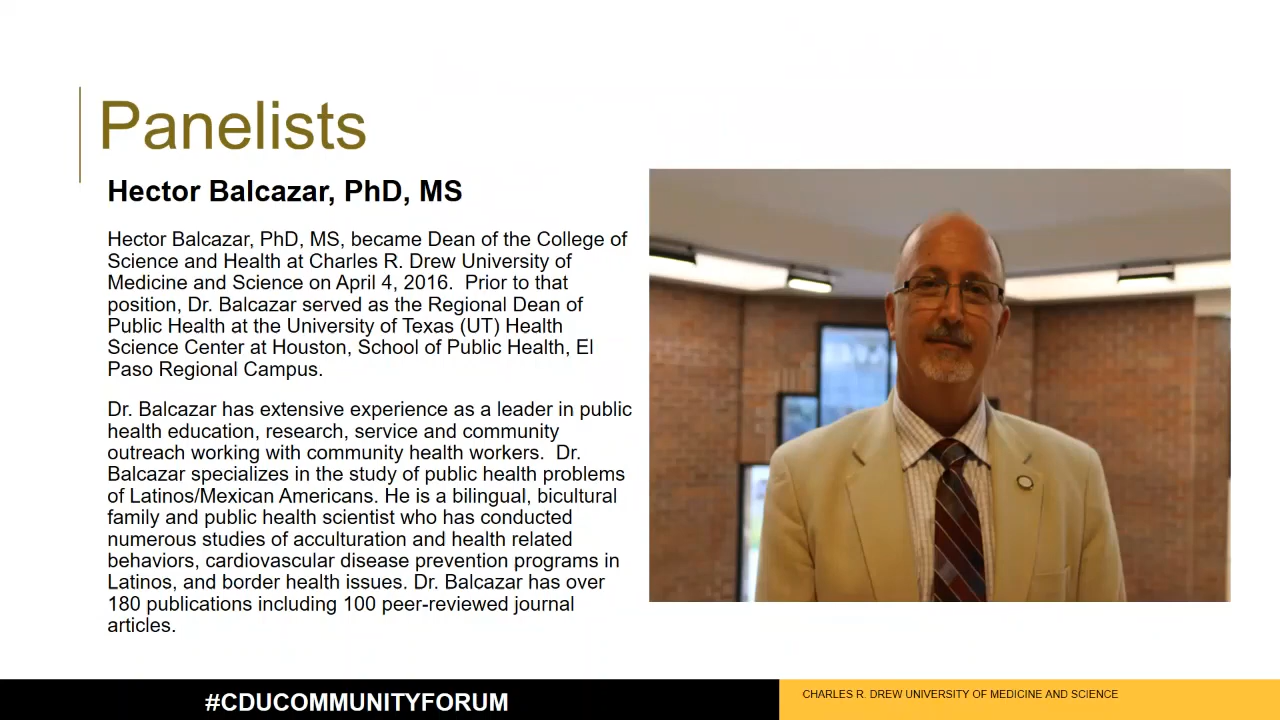 Panelists
Hector Balcazar, PhD, MS
Hector Balcazar, PhD, MS, became Dean of the College of
Science and Health at Charles R. Drew University of
Medicine and Science on April 4, 2016.  Prior to that
position, Dr. Balcazar served as the Regional Dean of
Public Health at the University of Texas (UT) Health
Science Center at Houston, School of Public Health, El
Paso Regional Campus.
Dr. Balcazar has extensive experience as a leader in public
health education, research, service and community
outreach working with community health workers.  Dr.
Balcazar specializes in the study of public health problems
of Latinos/Mexican Americans. He is a bilingual, bicultural
family and public health scientist who has conducted
numerous studies of acculturation and health related
behaviors, cardiovascular disease prevention programs in
Latinos, and border health issues. Dr. Balcazar has over
180 publications including 100 peer-reviewed journal
articles.
#CDUCOMMUNITYFORUM
CHARLES R. DREW UNIVERSITY OF MEDICINE AND SCIENCE